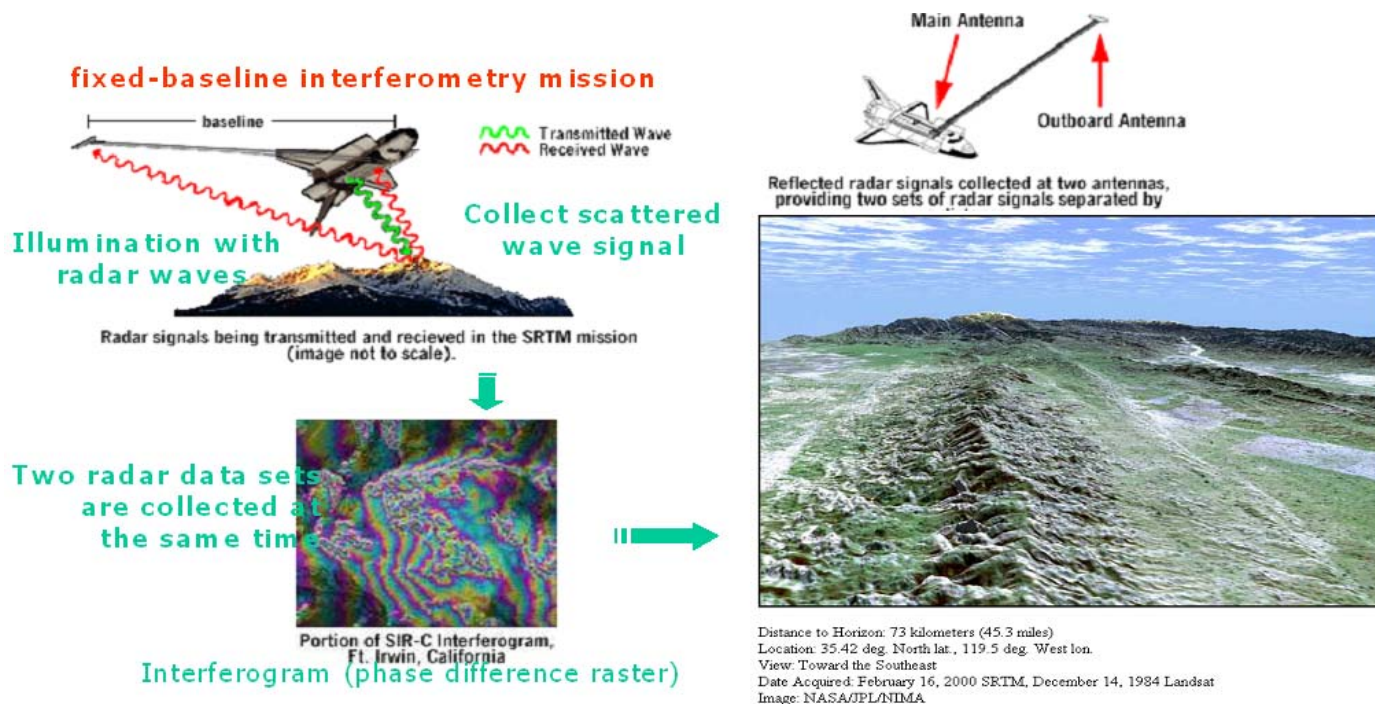 fixed-baseline interferometry mission
baseline
Transmitted Wave
Received Wave
Illumination with
radar waves
Collect scattered
wave signal
Radar signals being transmitted and recieved in the SRTM mission
(image not to scale).
Two radar data sets
are collected at
the same time
Portion of SIR-C Interferogram,
Ft. Irwin, California
Interferogram (phase difference raster)
Main Antenna
Outboard Antenna
Reflected radar signals collected at two antennas,
providing two sets of radar signals separated by
Distance to Horizon: 73 kilometers (45.3 miles)
Location: 35.42 deg. North lat., 119.5 deg. West lon.
View: Toward the Southeast
Date Acquired: February 16, 2000 SRTM, December 14, 1984 Landsat
Image: NASA/JPL/NIMA